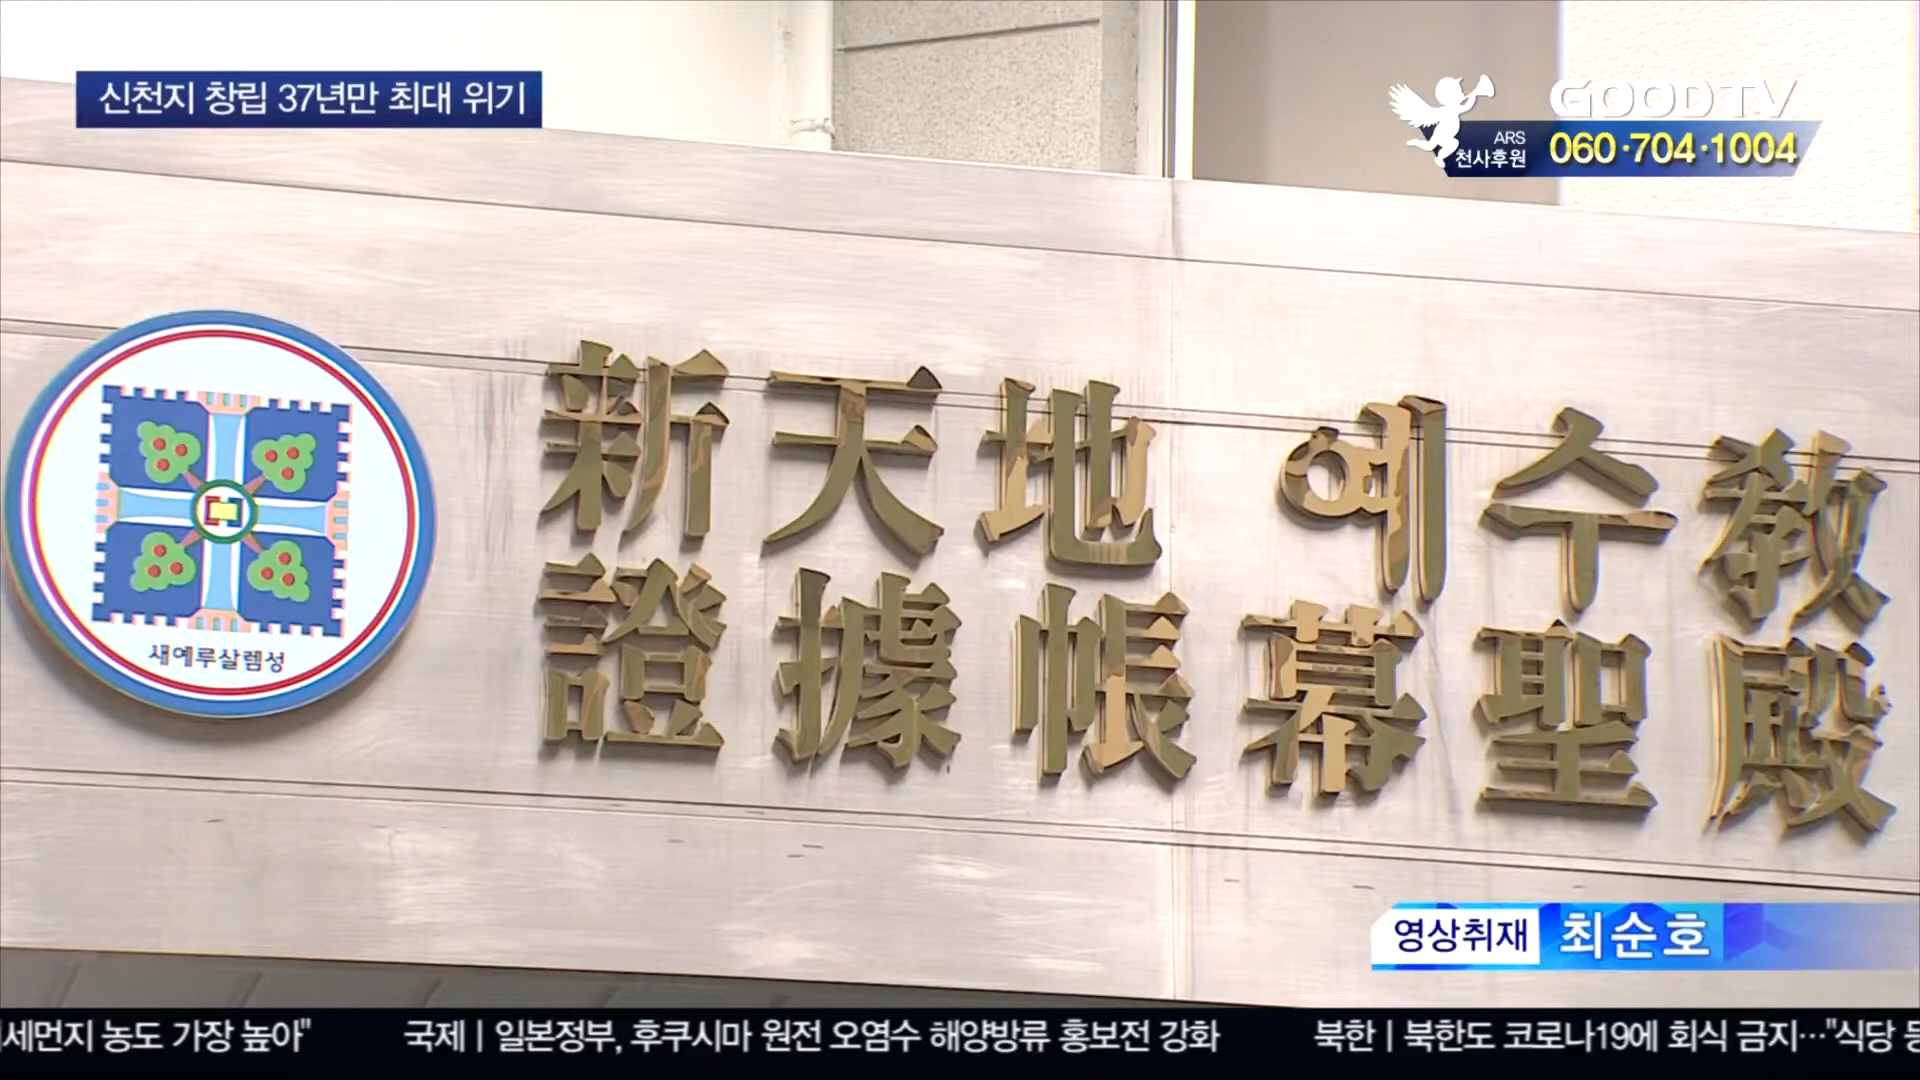 신천지 창립 37년만 최대 위기
GOODTV
ARS
천사후원
060·704·1004
新天地 예수敎
證據帳幕聖殿
새예루살렘성
영상취재 최순호
세먼지 농도 가장 높아" 국제 | 일본정부, 후쿠시마 원전 오염수 해양방류 홍보전 강화 북한 | 북한도 코로나19에 회식 금지…"식당